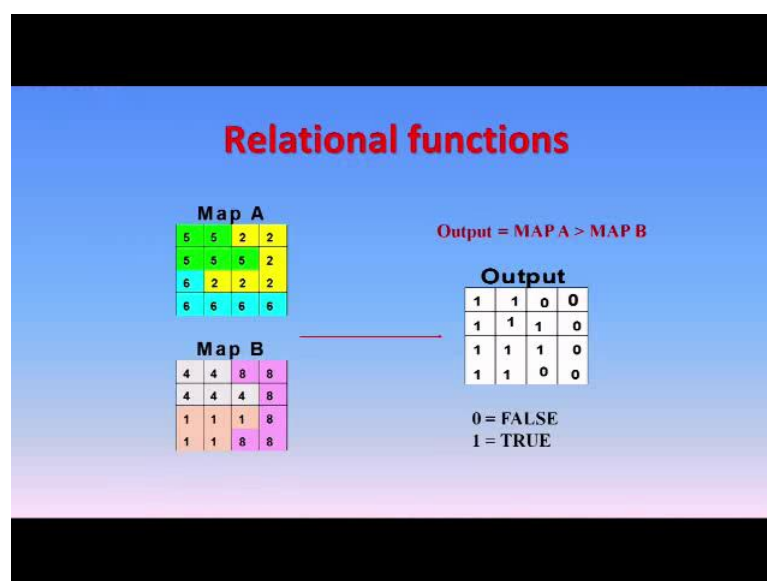 Relational functions
Map A
5 5 2 2
5 5 5 2
6 2 2 2
6 6 6 6
Map B
4 4 8 8
4 4 4 8
1 1 1 8
1 1 8 8
Output = MAP A > MAP B
Output
1 1 0 0
1 1 1 0
1 1 1 0
1 1 0 0
0 = FALSE
1 = TRUE